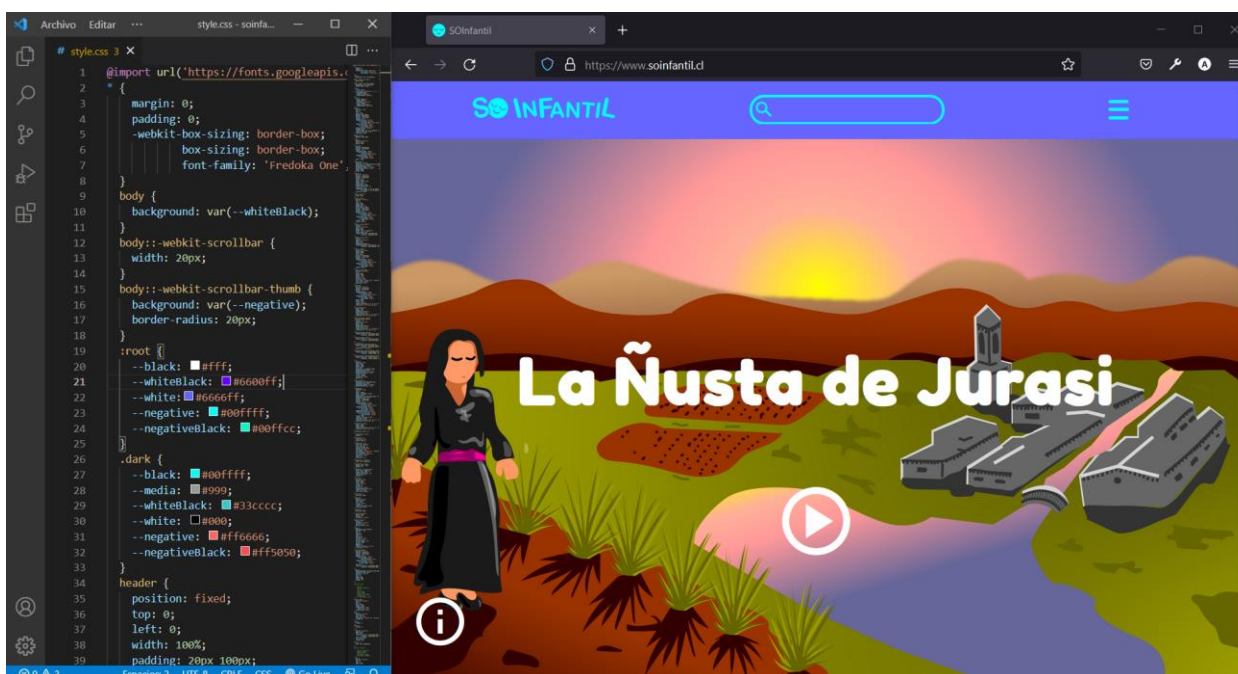 Archivo Editar ··· style.css - soinfa...
# style.css 3
1 @import url('https://fonts.googleapis.
2 * {
3 margin: 0;
4 padding: 0;
5 -webkit-box-sizing: border-box;
6 box-sizing: border-box;
7 font-family: 'Fredoka One',
8 }
9 body {
10 background: var(--whiteBlack);
11 }
12 body::-webkit-scrollbar {
13 width: 20px;
14 }
15 body::-webkit-scrollbar-thumb {
16 background: var(--negative);
17 border-radius: 20px;
18 }
19 :root {
20 --black: #fff;
21 --whiteBlack: #6600ff;
22 --white: #6666ff;
23 --negative: #00ffff;
24 --negativeBlack: #00ffcc;
25 }
26 .dark {
27 --black: #00ffff;
28 --media: #999;
29 --whiteBlack: #33cccc;
30 --white: #000;
31 --negative: #ff6666;
32 --negativeBlack: #ff5050;
33 }
34 header {
35 position: fixed;
36 top: 0;
37 left: 0;
38 width: 100%;
39 padding: 20px 100px;
SOInfantil
https://www.soinfantil.cl
SO INFANTIL
La Ñusta de Jurasi
i